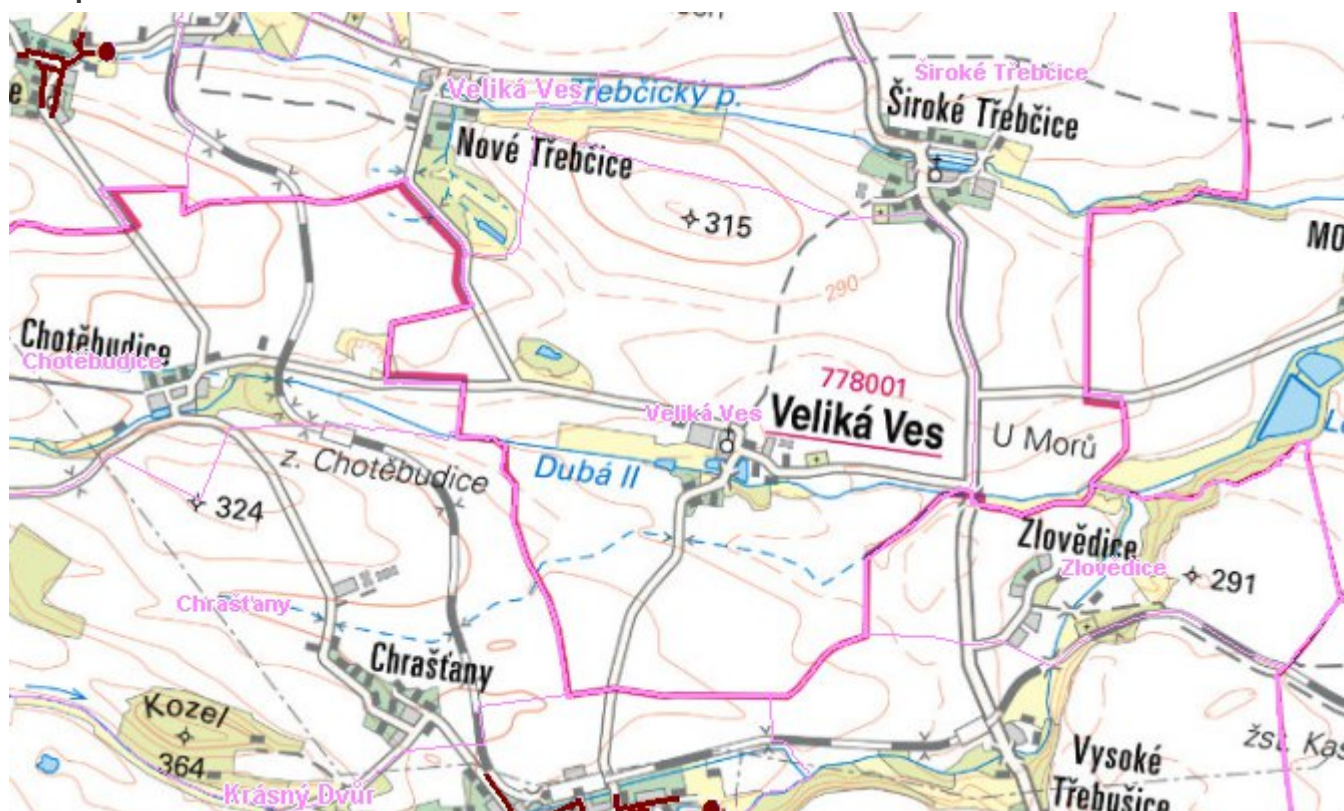 Široké Třebčice
Veliká Ves
Třebčický p.
Široké Třebčice
e
Nové Třebčice
315
MO
290
Chotěbudice
Chotěbudice
778001
Veliká Ves
Veliká Ves
U Morů
Dubá II
z. Chotěbudice
324
Zlovědice
Zlovědice
291
Chrašťany
Chrašťany
Kozel
364
Krásný Dvůr
žst. Kaš
Vysoké
Třebušice